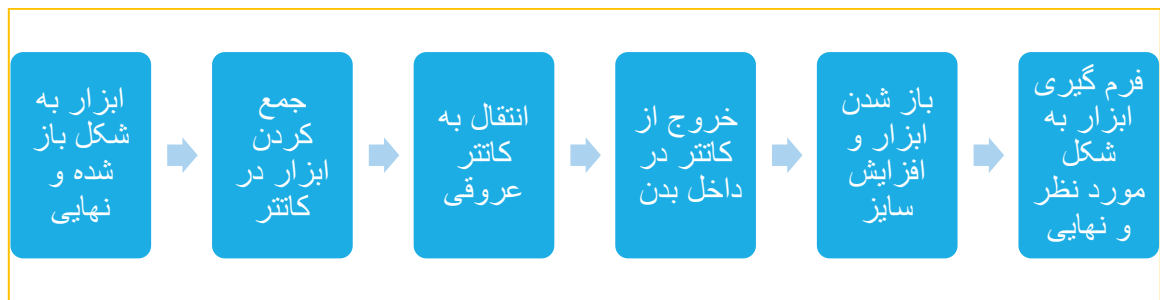 ابزار به
شکل باز
شده و
نهایی
جمع
کردن
ابزار در
کاتتر
انتقال به
کاتتر
عروقی
خروج از
کاتتر در
داخل بدن
باز شدن
ابزار و
افزایش
سایز
فرم گیری
ابزار به
شکل
مورد نظر
و نهایی